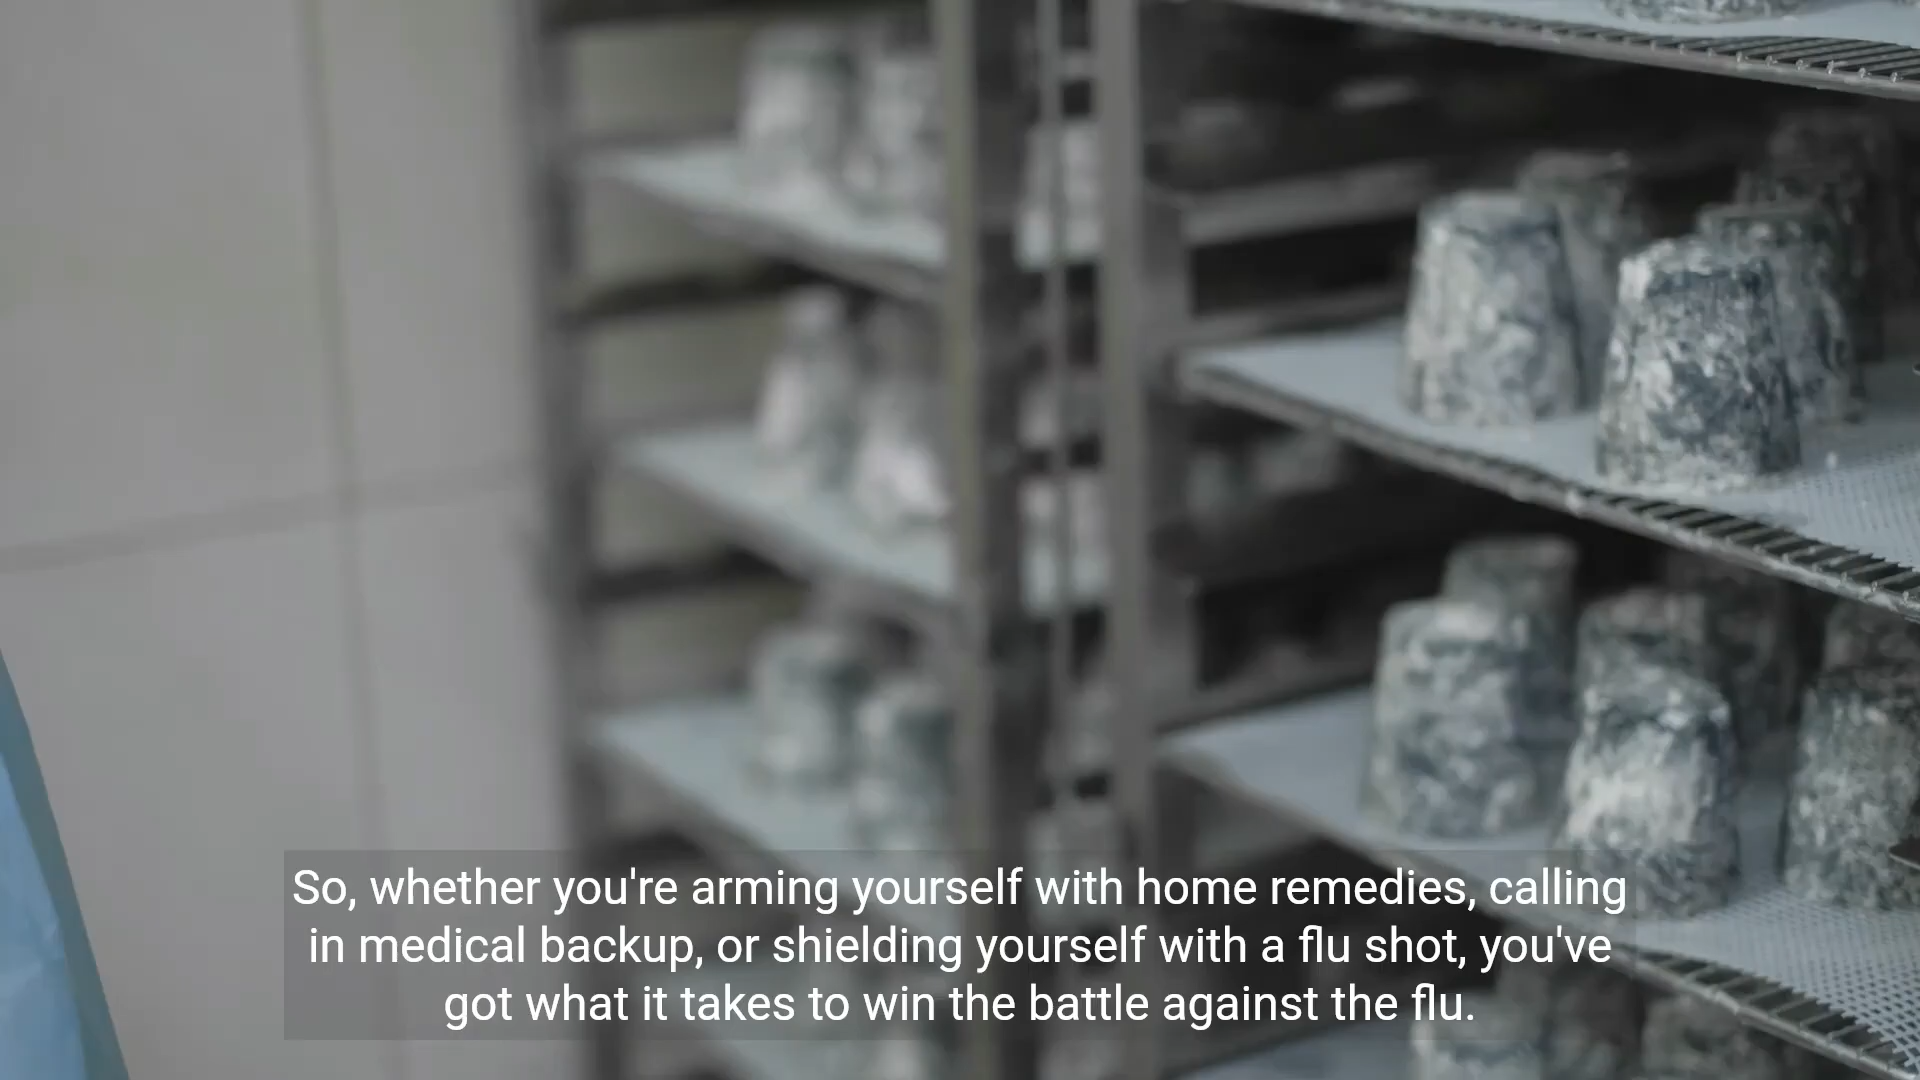 So, whether you're arming yourself with home remedies, calling
in medical backup, or shielding yourself with a flu shot, you've
got what it takes to win the battle against the flu.